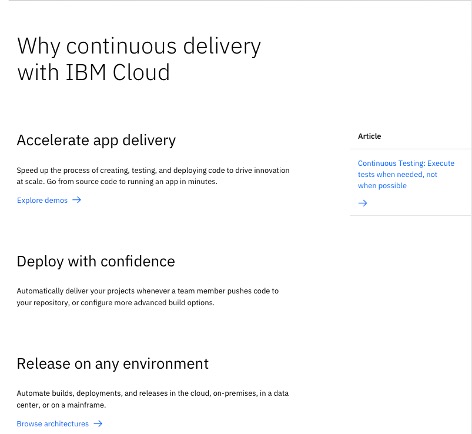 Why continuous delivery
with IBM Cloud
Accelerate app delivery
Speed up the process of creating, testing, and deploying code to drive innovation
at scale. Go from source code to running an app in minutes.
Explore demos →
Article
Continuous Testing: Execute
tests when needed, not
when possible
→
Deploy with confidence
Automatically deliver your projects whenever a team member pushes code to
your repository, or configure more advanced build options.
Release on any environment
Automate builds, deployments, and releases in the cloud, on-premises, in a data
center, or on a mainframe.
Browse architectures →